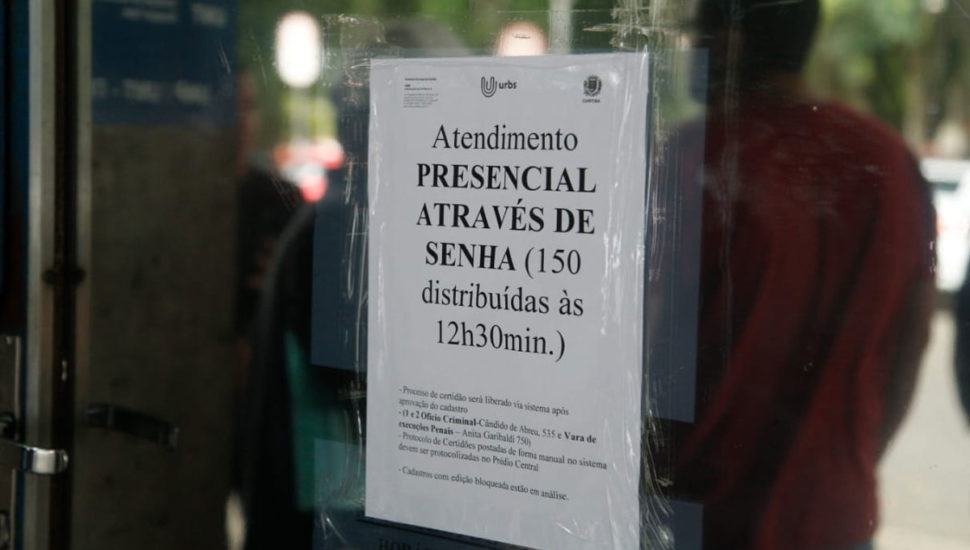 urbs
CURITIBA
Atendimento
PRESENCIAL
ATRAVÉS DE
SENHA (150
distribuídas às
12h30min.)
- Processo de certidão será liberado via sistema após
aprovação do cadastro
- (1 e 2 Ofício Criminal-Cândido de Abreu, 535 e Vara de
execuções Penais – Anita Garibaldi 750)
- Protocolo de Certidões postadas de forma manual no sistema
devem ser protocolizadas no Prédio Central
- Cadastros com edição bloqueada estão em análise.